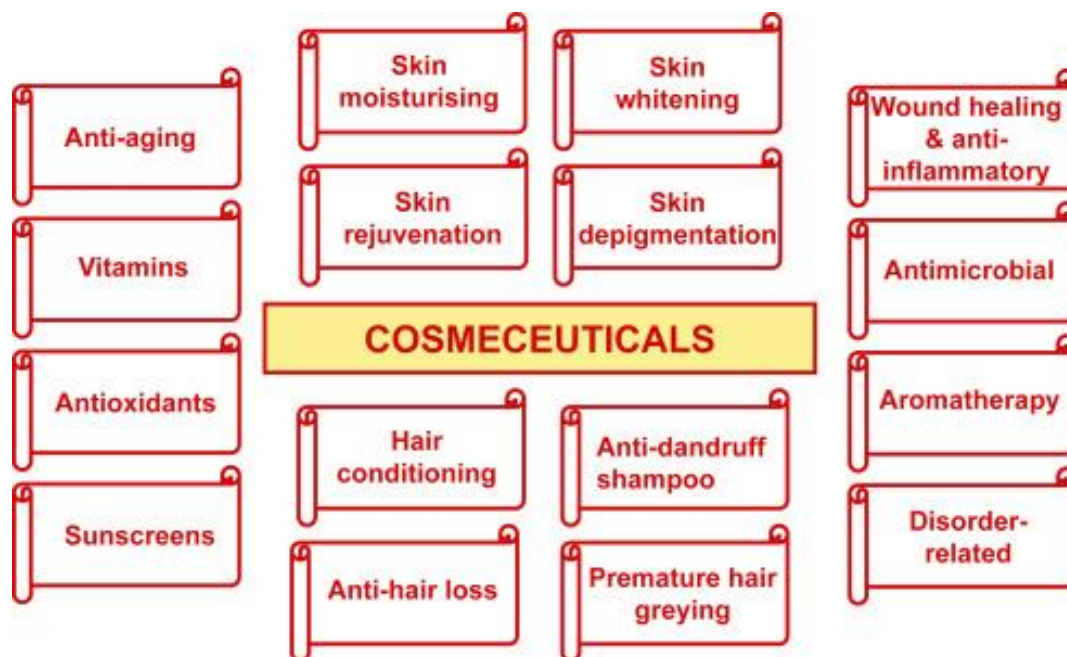 Anti-aging
Vitamins
Antioxidants
Sunscreens
Skin
moisturising
Skin
whitening
Skin
rejuvenation
Skin
depigmentation
COSMECEUTICALS
Hair
conditioning
Anti-dandruff
shampoo
Anti-hair loss
Premature hair
greying
Wound healing
& anti-
inflammatory
Antimicrobial
Aromatherapy
Disorder-
related